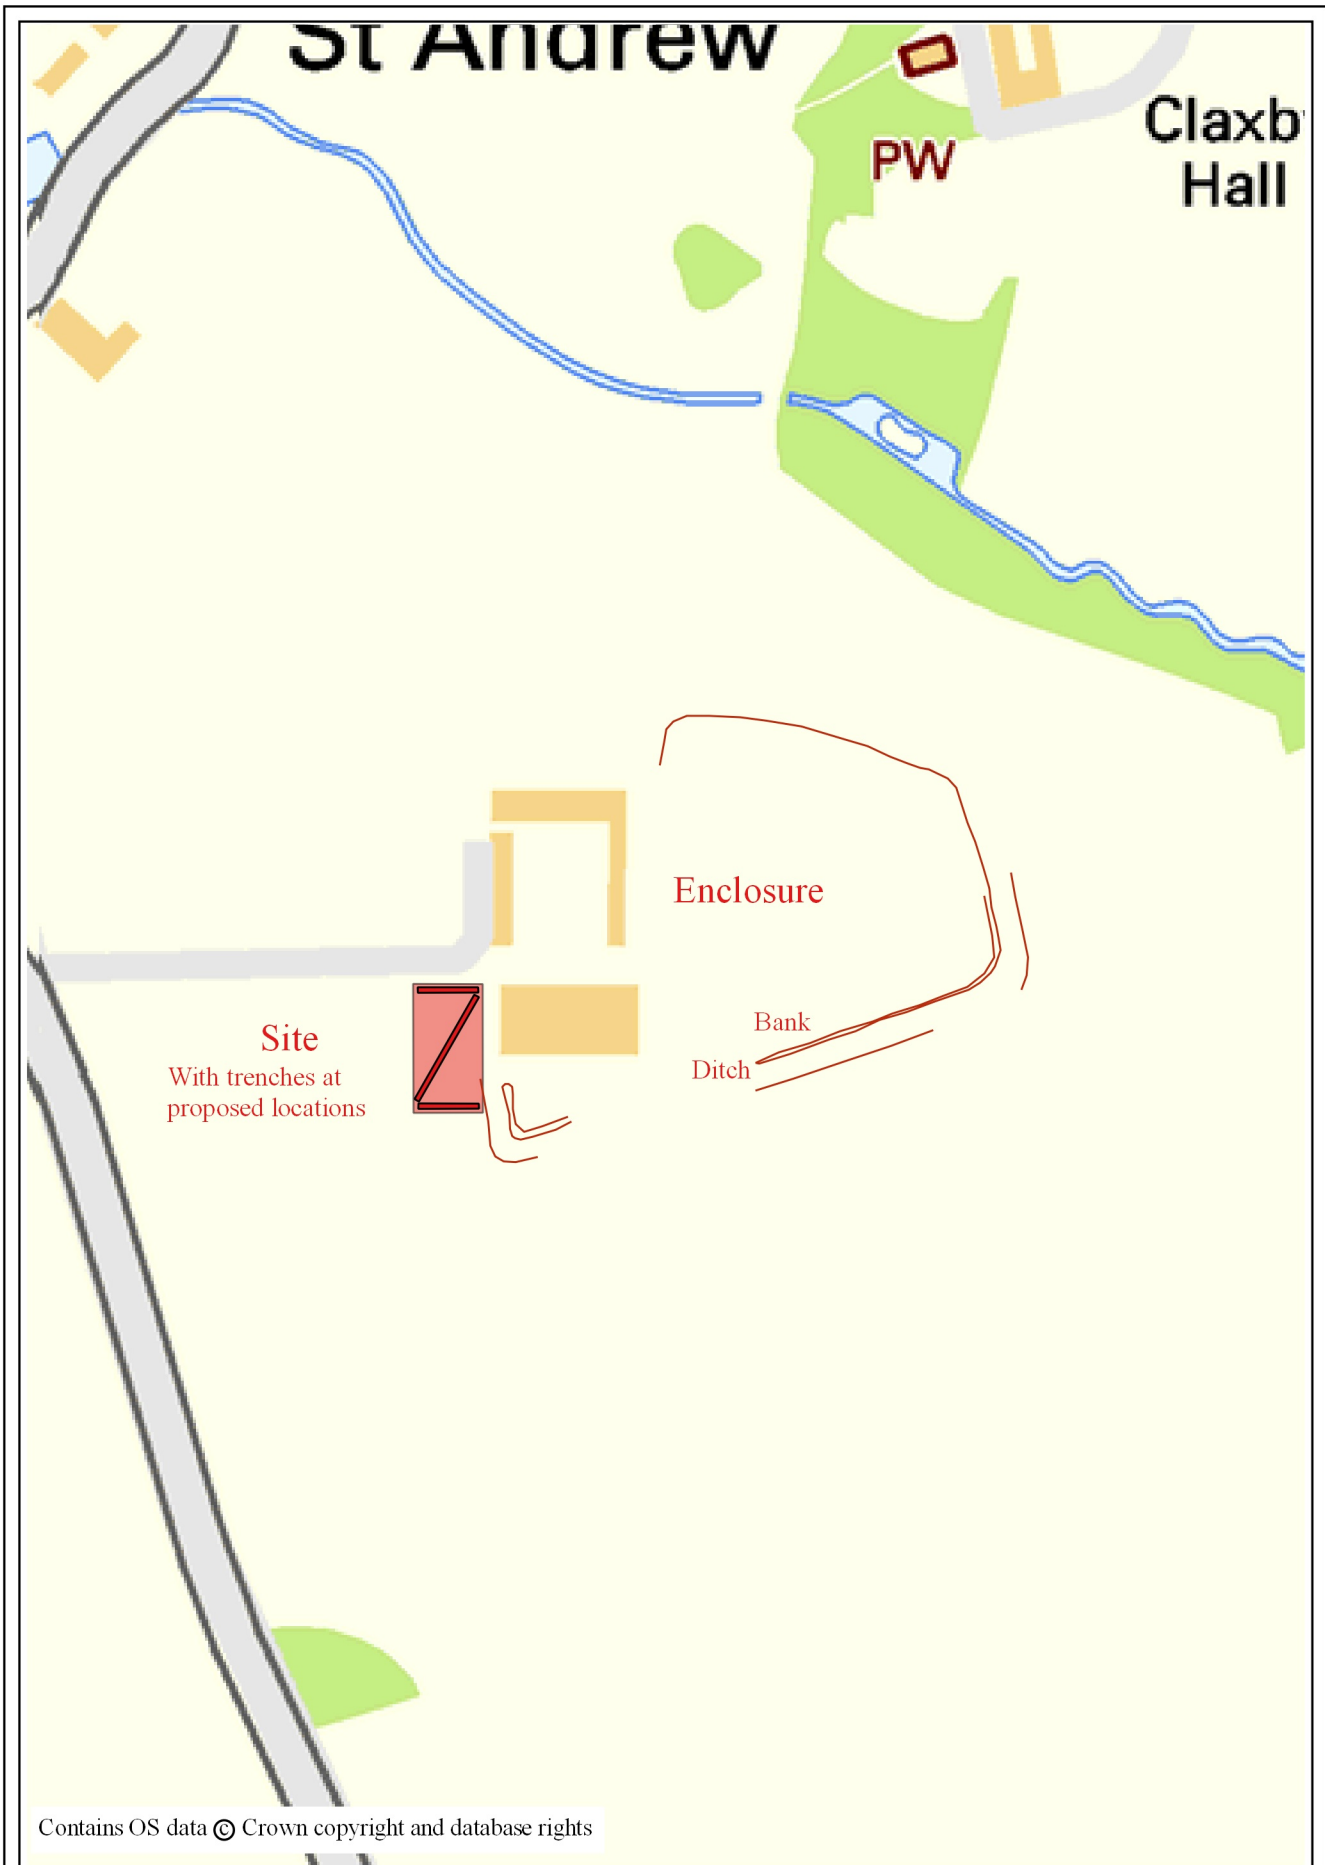 St Andrew
Claxb
Hall
PW
Enclosure
Bank
Ditch
Site
With trenches at
proposed locations
Contains OS data © Crown copyright and database rights